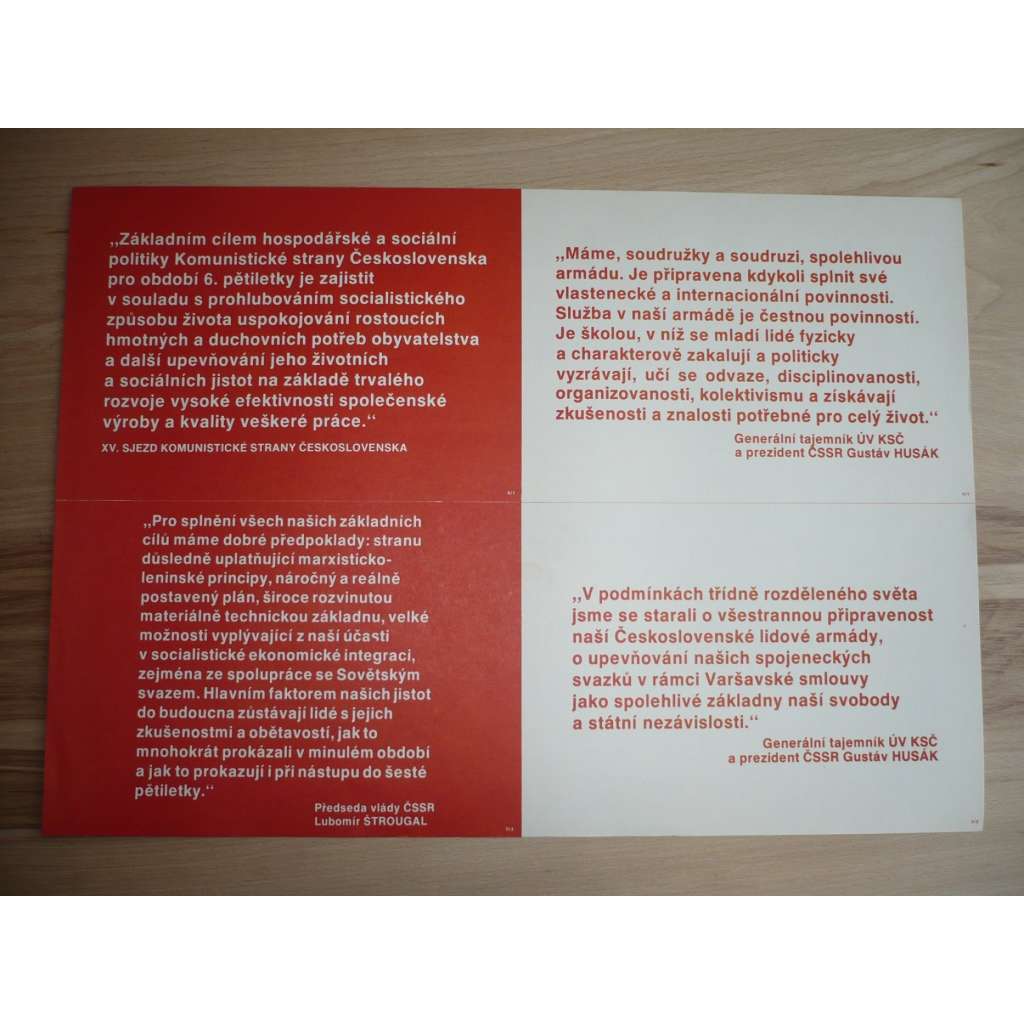 „Základním cílem hospodářské a sociální
politiky Komunistické strany Československa
pro období 6. pětiletky je zajistit
v souladu s prohlubováním socialistického
způsobu života uspokojování rostoucích
hmotných a duchovních potřeb obyvatelstva
a další upevňování jeho životních
a sociálních jistot na základě trvalého
rozvoje vysoké efektivnosti společenské
výroby a kvality veškeré práce.“
XV. SJEZD KOMUNISTICKÉ STRANY ČESKOSLOVENSKA
„Máme, soudružky a soudruzi, spolehlivou
armádu. Je připravena kdykoli splnit své
vlastenecké a internacionální povinnosti.
Služba v naší armádě je čestnou povinností.
Je školou, v níž se mladí lidé fyzicky
a charakterově zakalují a politicky
vyzrávají, učí se odvaze, disciplinovanosti,
organizovanosti, kolektivismu a získávají
zkušenosti a znalosti potřebné pro celý život.“
Generální tajemník ÚV KSČ
a prezident ČSSR Gustáv HUSÁK
„Pro splnění všech našich základních
cílů máme dobré předpoklady: stranu
důsledně uplatňující marxisticko-
leninské principy, náročný a reálně
postavený plán, široce rozvinutou
materiálně technickou základnu, velké
možnosti vyplývající z naší účasti
v socialistické ekonomické integraci,
zejména ze spolupráce se Sovětským
svazem. Hlavním faktorem našich jistot
do budoucna zůstávají lidé s jejich
zkušenostmi a obětavostí, jak to
mnohokrát prokázali v minulém období
a jak to prokazují i při nástupu do šesté
pětiletky.“
Předseda vlády ČSSR
Lubomír ŠTROUGAL
„V podmínkách třídně rozděleného světa
jsme se starali o všestrannou připravenost
naší Československé lidové armády,
o upevňování našich spojeneckých
svazků v rámci Varšavské smlouvy
jako spolehlivé základny naší svobody
a státní nezávislosti.“
Generální tajemník ÚV KSČ
a prezident ČSSR Gustáv HUSÁK